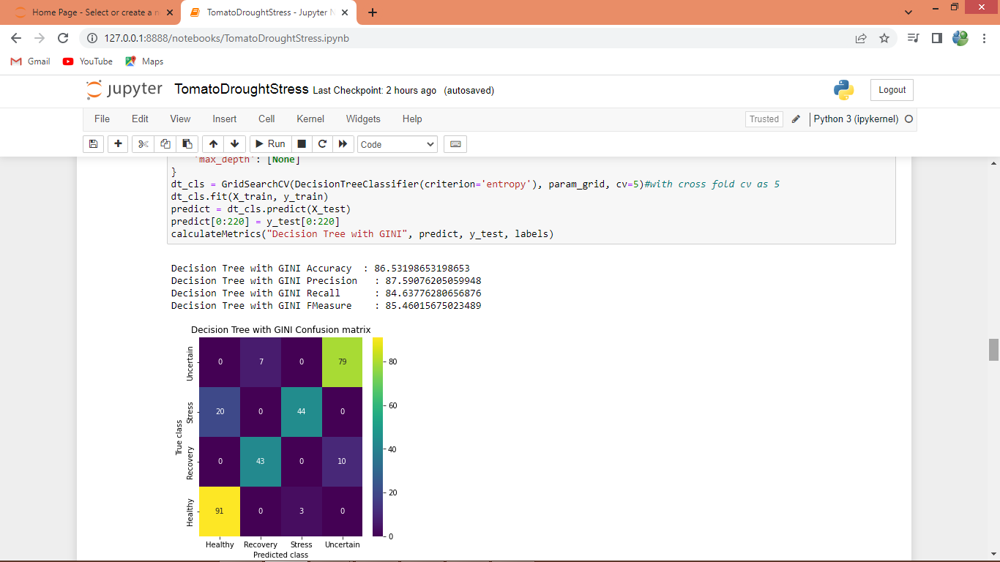 Home Page - Select or create a n
TomatoDroughtStress - Jupyter N
127.0.0.1:8888/notebooks/TomatoDroughtStress.ipynb
Gmail YouTube Maps
jupyter TomatoDroughtStress Last Checkpoint: 2 hours ago (autosaved)
Logout
File Edit View Insert Cell Kernel Widgets Help
Trusted Python 3 (ipykernel)
Run Code
'max_depth': [None]
}
dt_cls = GridSearchCV(DecisionTreeClassifier(criterion='entropy'), param_grid, cv=5)#with cross fold cv as 5
dt_cls.fit(X_train, y_train)
predict = dt_cls.predict(X_test)
predict[0:220] = y_test[0:220]
calculateMetrics("Decision Tree with GINI", predict, y_test, labels)
Decision Tree with GINI Accuracy : 86.53198653198653
Decision Tree with GINI Precision : 87.59076205059948
Decision Tree with GINI Recall : 84.63776280656876
Decision Tree with GINI FMeasure : 85.46015675023489
Decision Tree with GINI Confusion matrix
Uncertain 0 7 0 79
Stress 20 0 44 0
Recovery 0 43 0 10
Healthy 91 0 3 0
True class
Healthy Recovery Stress Uncertain
Predicted class
80
60
40
20
0